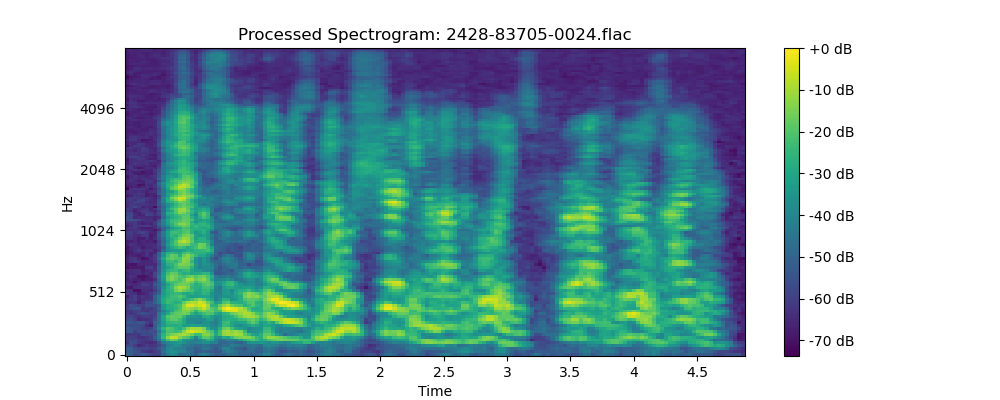 Processed Spectrogram: 2428-83705-0024.flac
+0 dB
-10 dB
-20 dB
-30 dB
-40 dB
-50 dB
-60 dB
-70 dB
4096
2048
1024
512
0
Hz
0 0.5 1 1.5 2 2.5 3 3.5 4 4.5
Time